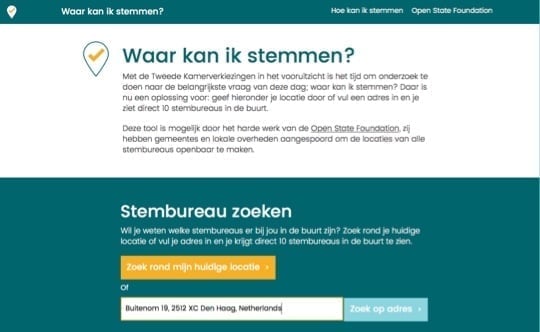 Waar kan ik stemmen?
Hoe kan ik stemmen Open State Foundation
Waar kan ik stemmen?
Met de Tweede Kamerverkiezingen in het vooruitzicht is het tijd om onderzoek te
doen naar de belangrijkste vraag van deze dag; waar kan ik stemmen? Daar is
nu een oplossing voor: geef hieronder je locatie door of vul een adres in en je
ziet direct 10 stembureaus in de buurt.
Deze tool is mogelijk door het harde werk van de Open State Foundation, zij
hebben gemeentes en lokale overheden aangespoord om de locaties van alle
stembureaus openbaar te maken.
Stembureau zoeken
Wil je weten welke stembureaus er bij jou in de buurt zijn? Zoek rond je huidige
locatie of vul je adres in en je krijgt direct 10 stembureaus in de buurt te zien.
Zoek rond mijn huidige locatie ›
Of
Buitenom 19, 2512 XC Den Haag, Netherlands
Zoek op adres ›